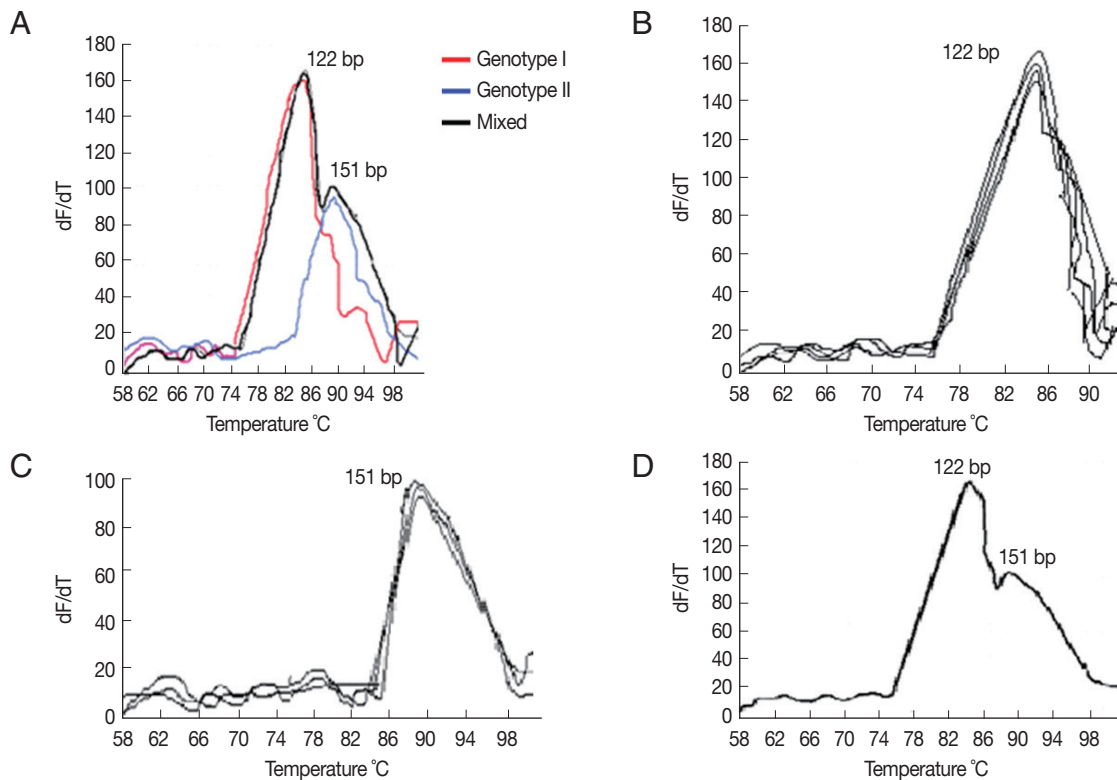 A
180
160
140
120
100
80
60
40
20
0
dF/dT
122 bp
151 bp
Genotype I
Genotype II
Mixed
58 62 66 70 74 78 82 86 90 94 98
Temperature °C
B
180
160
140
120
100
80
60
40
20
0
dF/dT
122 bp
58 62 66 70 74 78 82 86 90
Temperature °C
C
100
80
60
40
20
0
dF/dT
151 bp
58 62 66 70 74 78 82 86 90 94 98
Temperature °C
D
180
160
140
120
100
80
60
40
20
0
dF/dT
122 bp
151 bp
58 62 66 70 74 78 82 86 90 94 98
Temperature °C